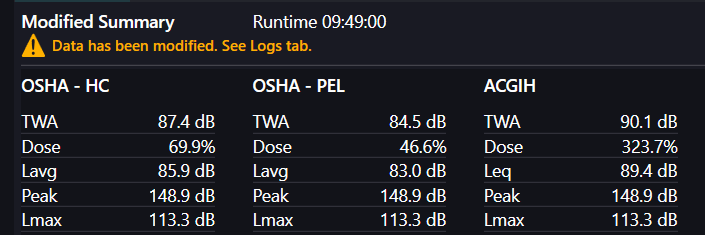 Modified Summary Runtime 09:49:00
Data has been modified. See Logs tab.
OSHA - HC OSHA - PEL ACGIH
TWA 87.4 dB TWA 84.5 dB TWA 90.1 dB
Dose 69.9% Dose 46.6% Dose 323.7%
Lavg 85.9 dB Lavg 83.0 dB Leq 89.4 dB
Peak 148.9 dB Peak 148.9 dB Peak 148.9 dB
Lmax 113.3 dB Lmax 113.3 dB Lmax 113.3 dB